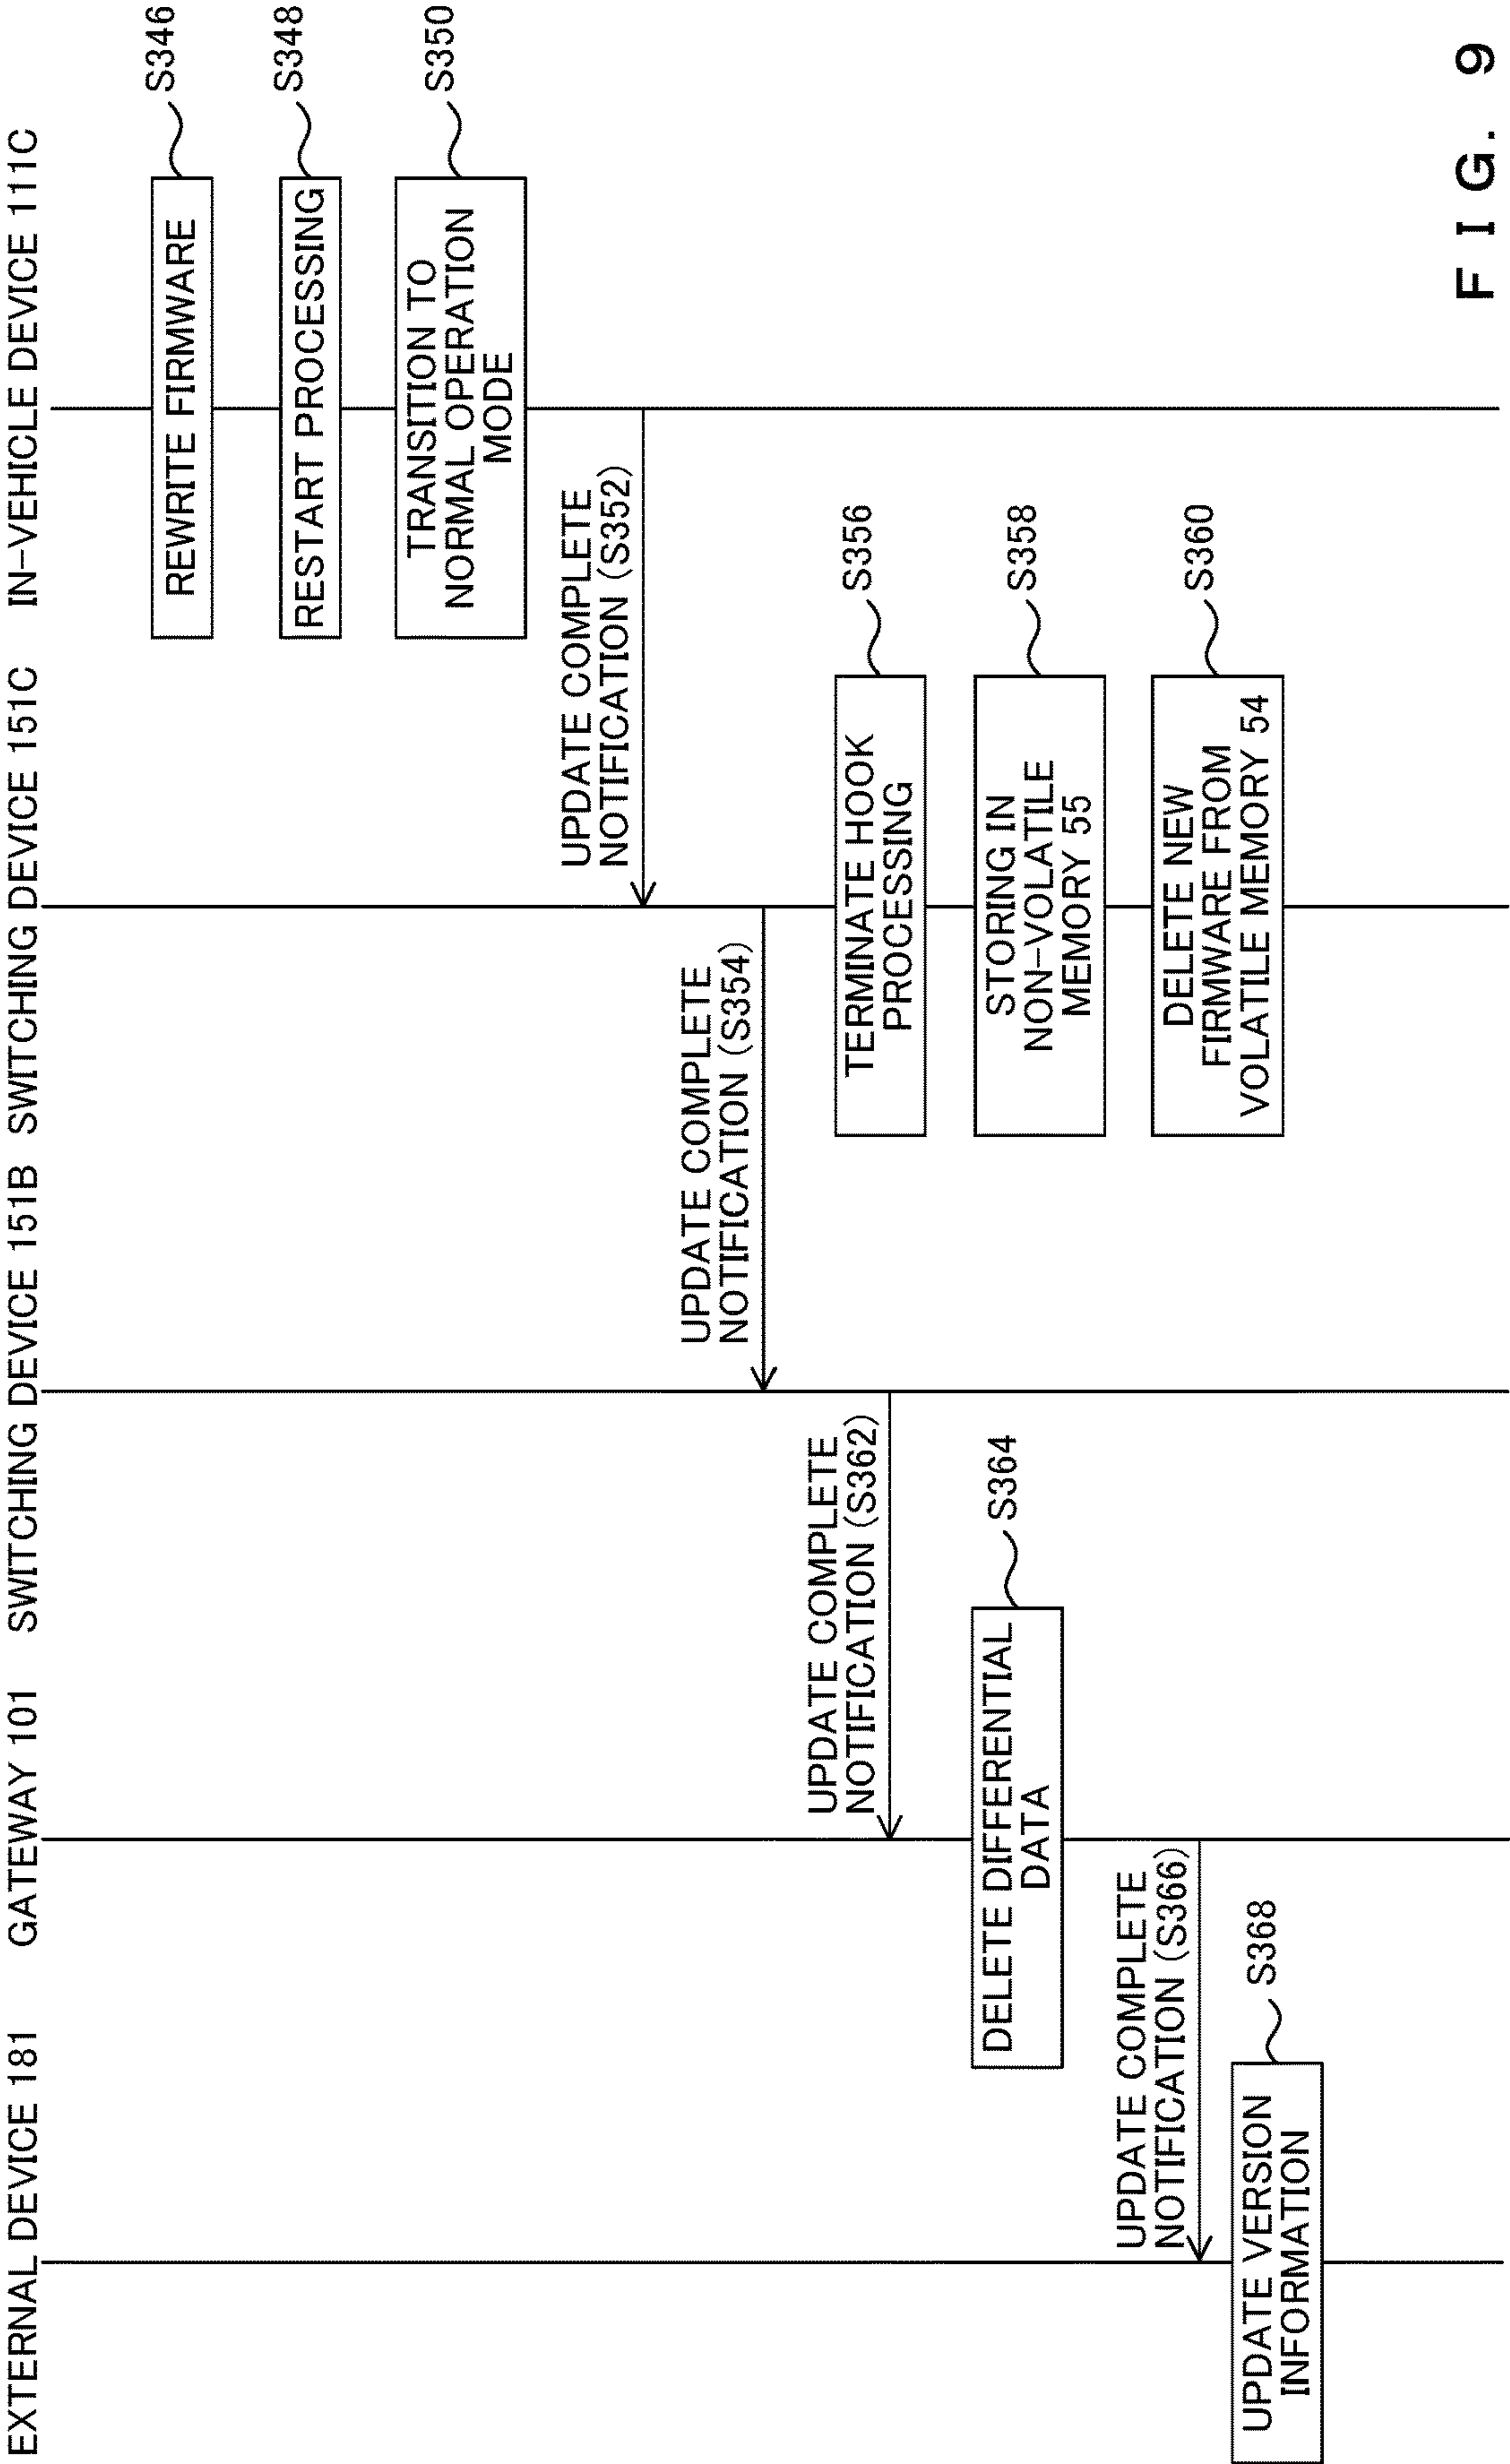 EXTERNAL DEVICE 181
GATEWAY 101
SWITCHING DEVICE 151B
SWITCHING DEVICE 151C
IN-VEHICLE DEVICE 111C
REWRITE FIRMWARE
S346
RESTART PROCESSING
S348
TRANSITION TO
NORMAL OPERATION
MODE
S350
UPDATE COMPLETE
NOTIFICATION (S352)
UPDATE COMPLETE
NOTIFICATION (S354)
TERMINATE HOOK
PROCESSING
S356
UPDATE COMPLETE
NOTIFICATION (S362)
STORING IN
NON-VOLATILE
MEMORY 55
S358
DELETE DIFFERENTIAL
DATA
S364
DELETE NEW
FIRMWARE FROM
VOLATILE MEMORY 54
S360
UPDATE COMPLETE
NOTIFICATION (S366)
UPDATE VERSION
INFORMATION
S368
FIG. 9